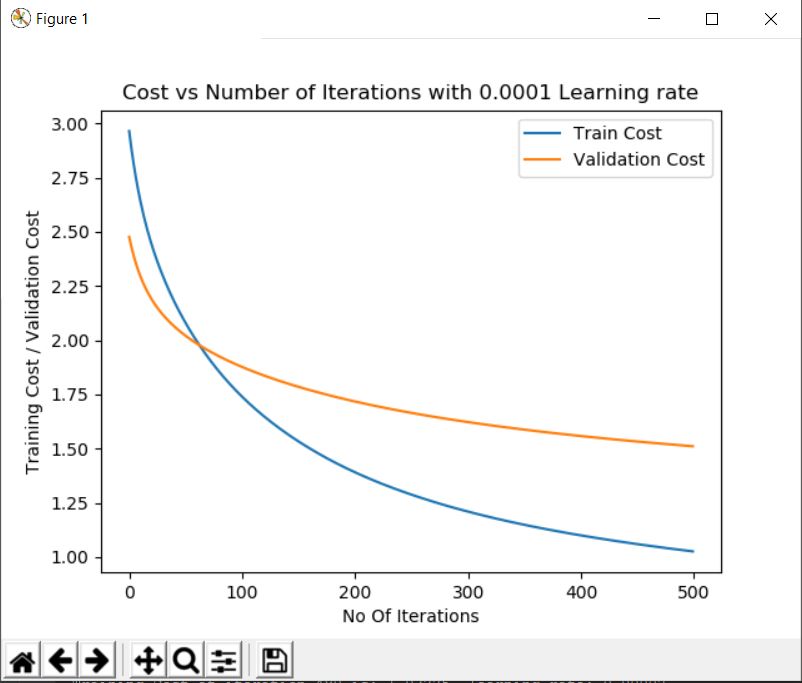 Figure 1
Cost vs Number of Iterations with 0.0001 Learning rate
Train Cost
Validation Cost
Training Cost / Validation Cost
3.00
2.75
2.50
2.25
2.00
1.75
1.50
1.25
1.00
0 100 200 300 400 500
No Of Iterations